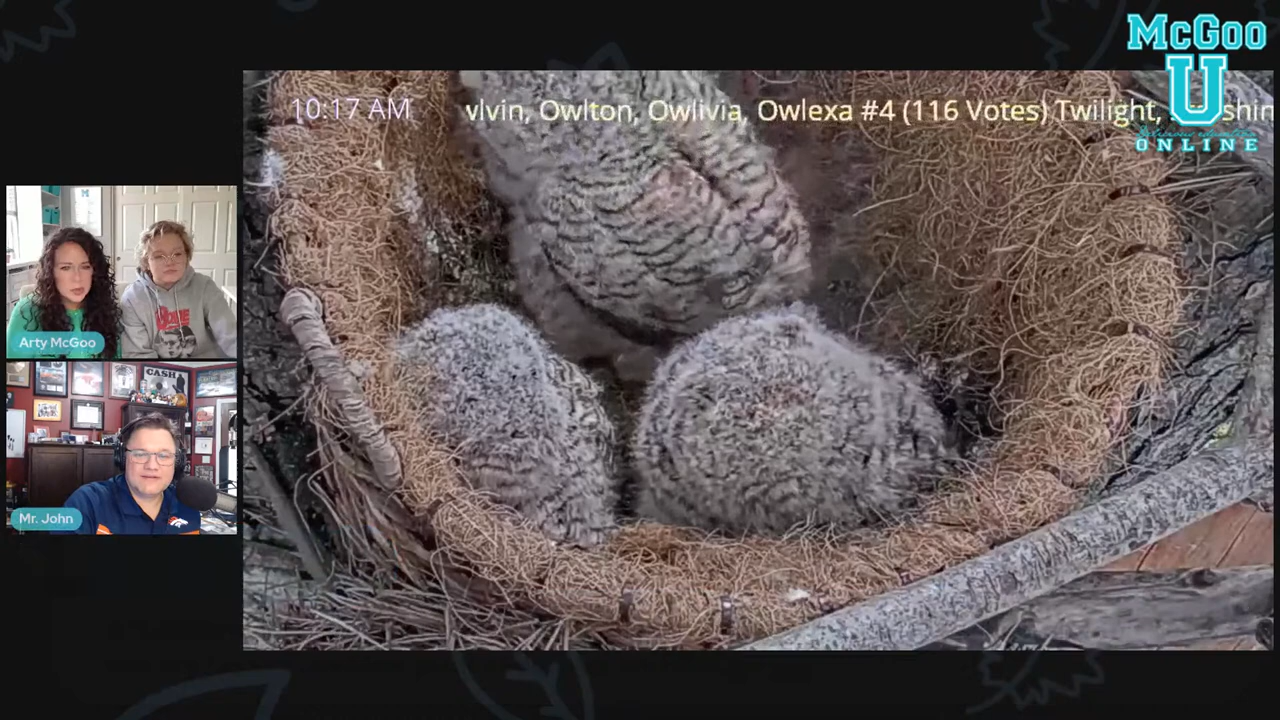 McGoo
U
ONLINE
10:17 AM
vlvin, Owlton, Owlivia, Owlexa #4 (116 Votes) Twilight,
Arty McGoo
CASH
Mr. John